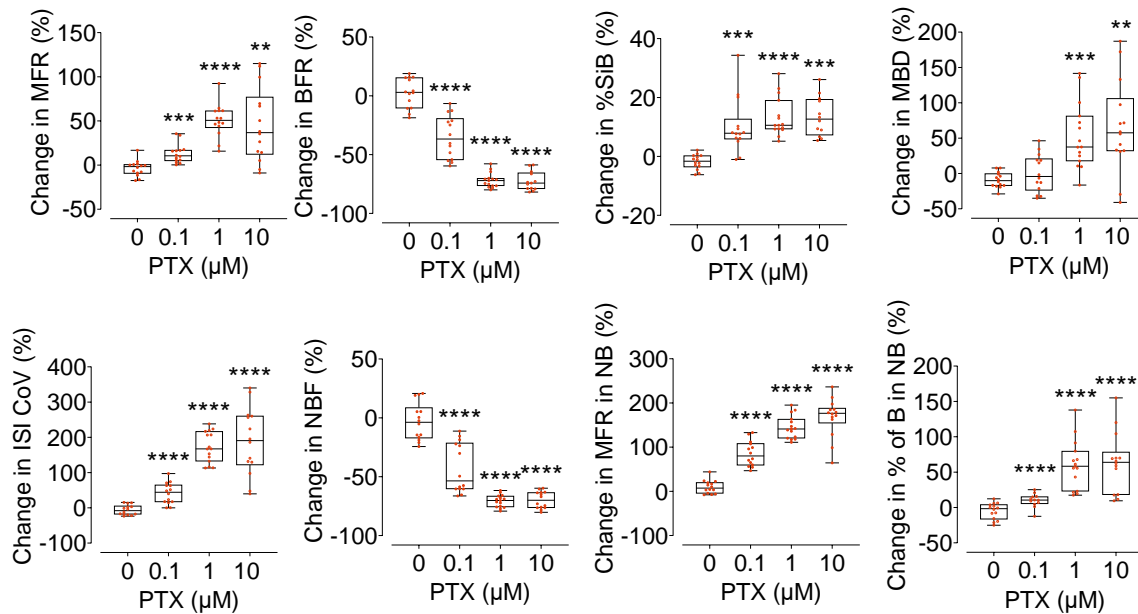 Change in MFR (%)
150
100
50
0
-50
***
****
**
0 0.1 1 10
PTX (µM)
Change in BFR (%)
50
0
-50
-100
****
****
****
0 0.1 1 10
PTX (µM)
Change in %SiB (%)
40
20
0
-20
***
****
***
0 0.1 1 10
PTX (µM)
Change in MBD (%)
200
150
100
50
0
-50
***
**
0 0.1 1 10
PTX (µM)
Change in ISI CoV (%)
400
300
200
100
0
-100
****
****
****
0 0.1 1 10
PTX (µM)
Change in NBF (%)
50
0
-50
-100
****
****
****
0 0.1 1 10
PTX (µM)
Change in MFR in NB (%)
300
200
100
0
-100
****
****
****
0 0.1 1 10
PTX (µM)
Change in % of B in NB (%)
200
150
100
50
0
-50
****
****
****
0 0.1 1 10
PTX (µM)